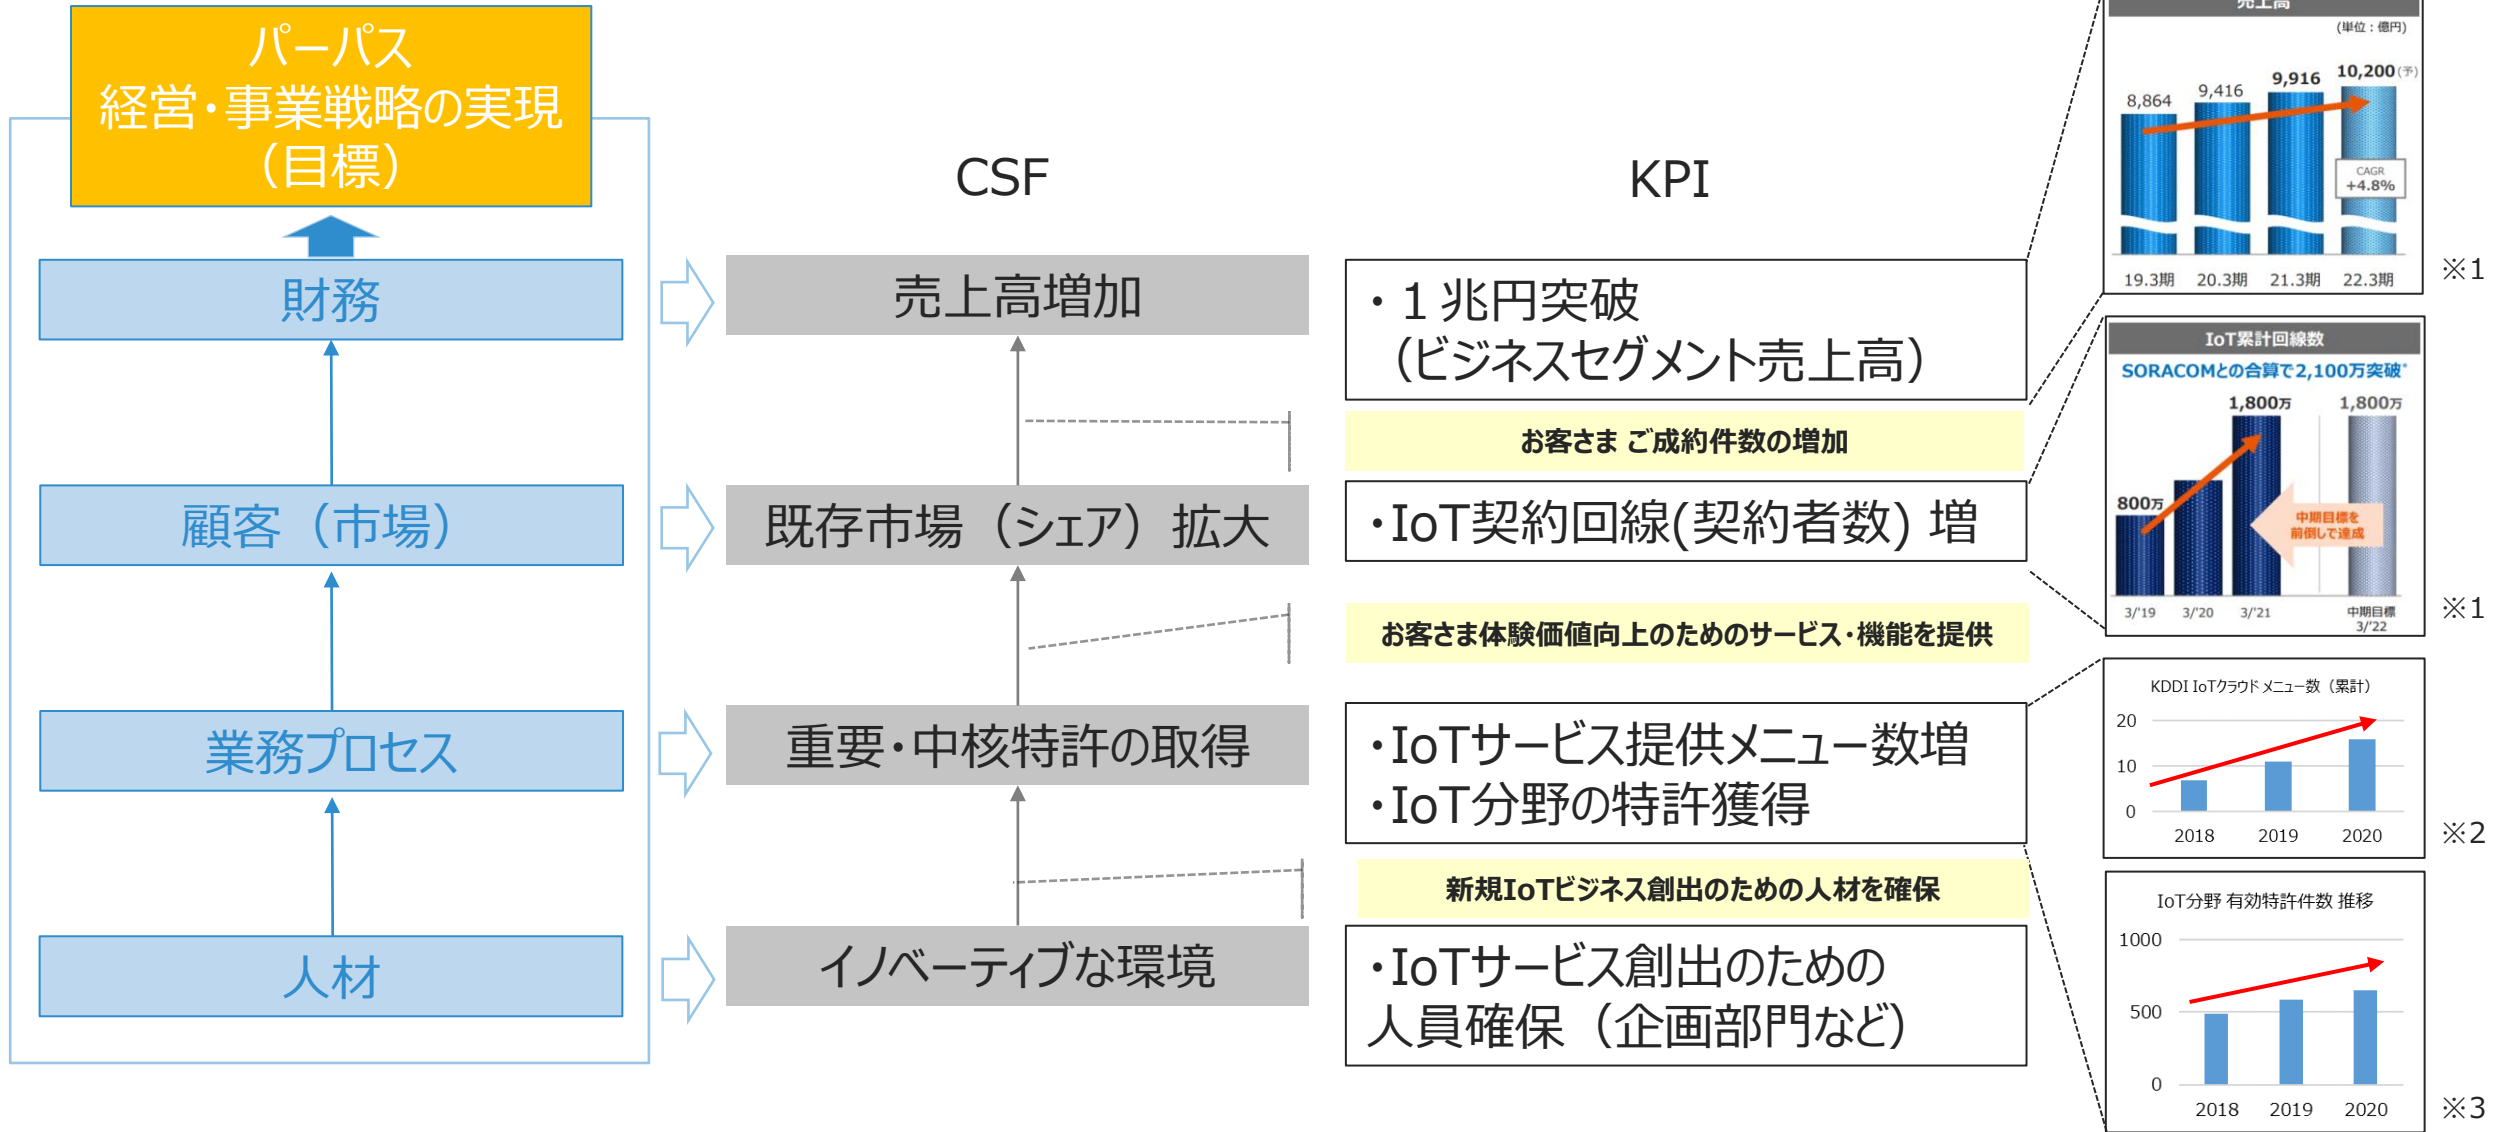 パーパス
経営・事業戦略の実現
（目標）
財務
顧客（市場）
業務プロセス
人材
CSF
売上高増加
既存市場（シェア）拡大
重要・中核特許の取得
イノベーティブな環境
KPI
・１兆円突破
（ビジネスセグメント売上高）
お客さま ご成約件数の増加
・IoT契約回線(契約者数) 増
お客さま体験価値向上のためのサービス・機能を提供
・IoTサービス提供メニュー数増
・IoT分野の特許獲得
新規IoTビジネス創出のための人材を確保
・IoTサービス創出のための
人員確保（企画部門など）
売上高
(単位：億円)
8,864
9,416
9,916
10,200(予)
CAGR
+4.8%
19.3期 20.3期 21.3期 22.3期
※1
IoT累計回線数
SORACOMとの合算で2,100万突破*
800万
1,800万
1,800万
中期目標を
前倒しで達成
3/'19 3/'20 3/'21 中期目標
3/'22
※1
KDDI IoTクラウド メニュー数（累計）
20
10
0
2018 2019 2020
※2
IoT分野 有効特許件数 推移
1000
500
0
2018 2019 2020
※3